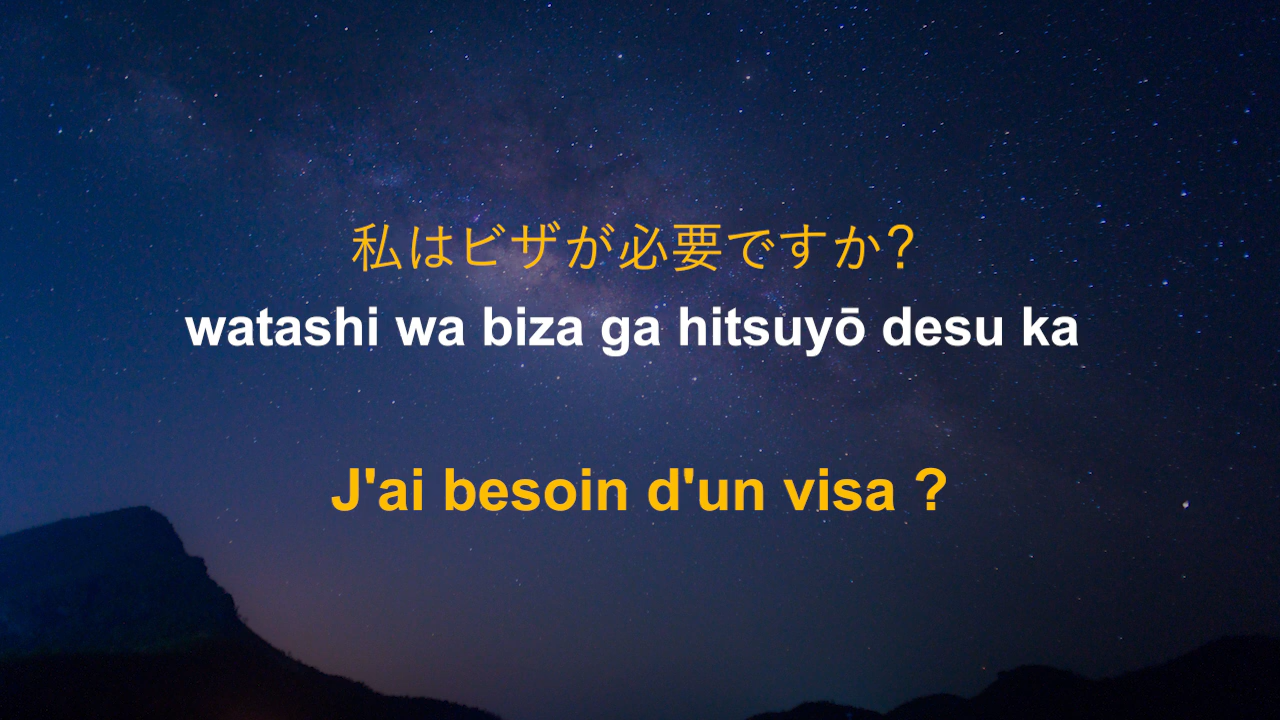 私はビザが必要ですか?
watashi wa biza ga hitsuyō desu ka
J'ai besoin d'un visa ?